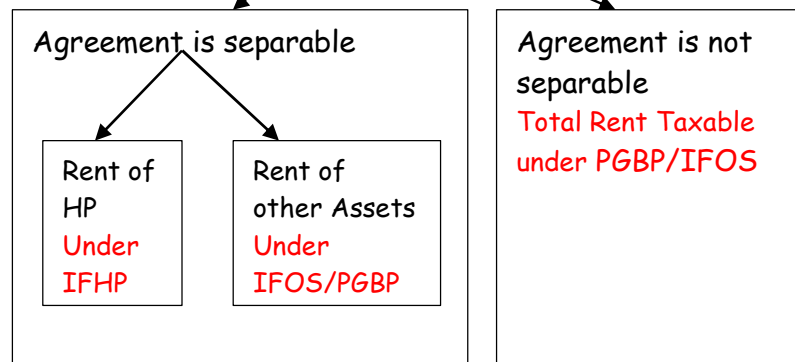 Agreement is separable
Rent of
HP
Under
IFHP
Rent of
other Assets
Under
IFOS/PGBP
Agreement is not
separable
Total Rent Taxable
under PGBP/IFOS